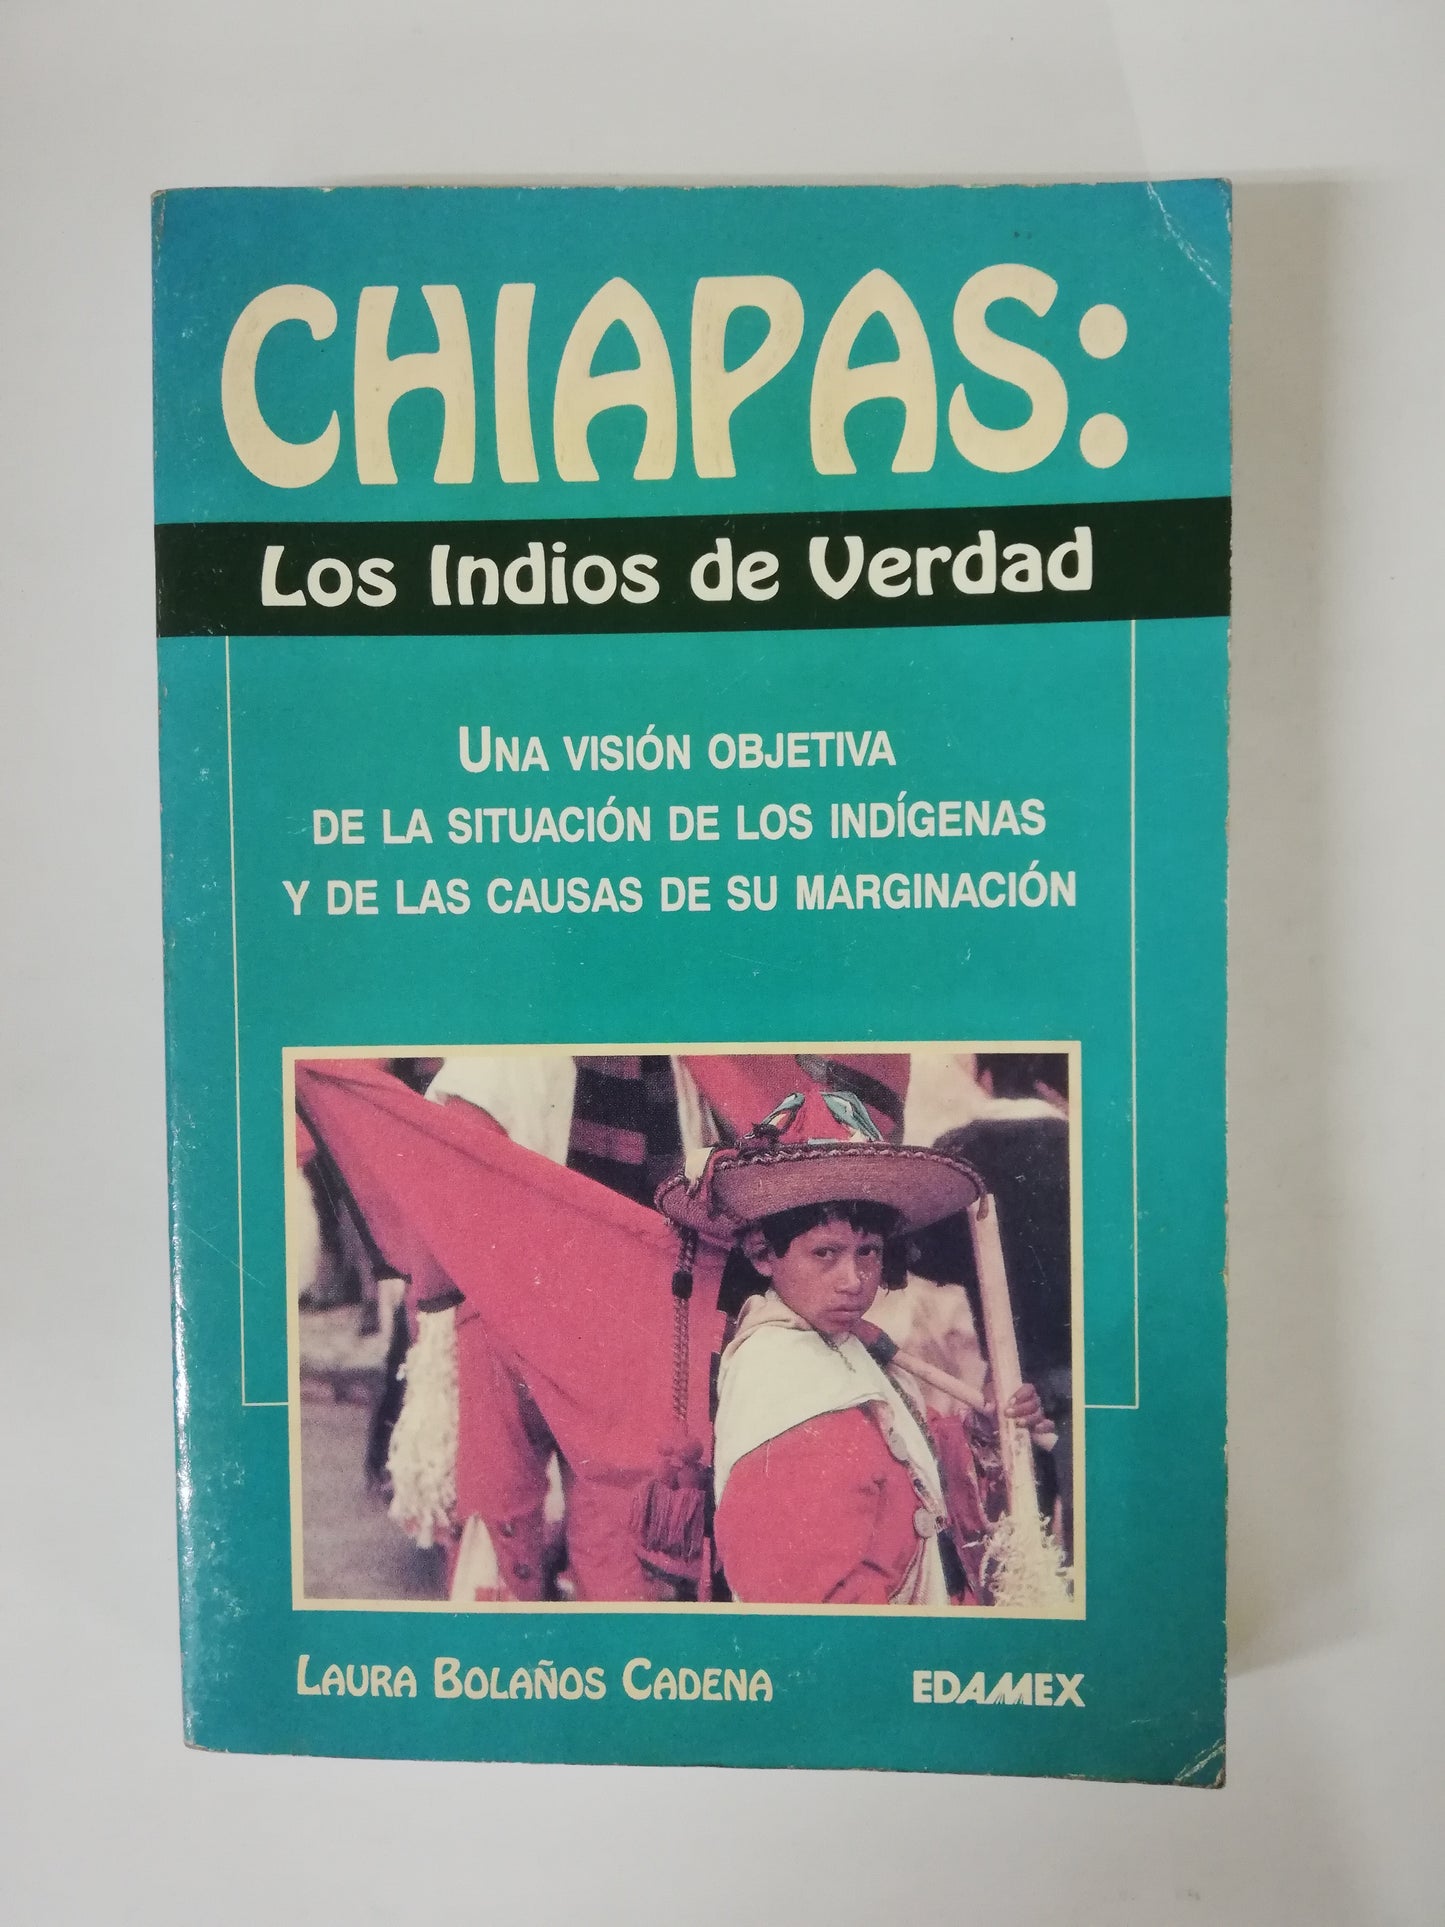 CHIAPAS:
Los Indios de Verdad
UNA VISIÓN OBJETIVA
DE LA SITUACIÓN DE LOS INDÍGENAS
Y DE LAS CAUSAS DE SU MARGINACIÓN
LAURA BOLAÑOS CADENA
EDAMEX